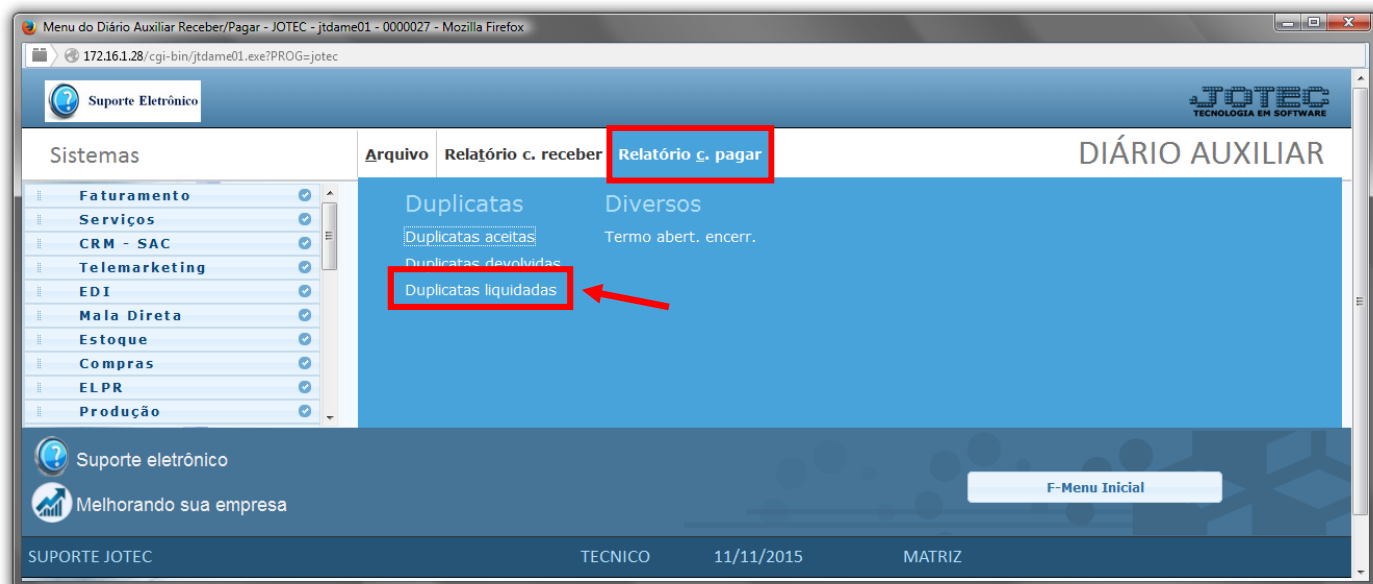 Menu do Diário Auxiliar Receber/Pagar - JOTEC - jtdame01 - 0000027 - Mozilla Firefox
172.16.1.28/cgi-bin/jtdame01.exe?PROG=jotec
Suporte Eletrônico
JOTEC
TECNOLOGIA EM SOFTWARE
Sistemas
Arquivo Relatório c. receber Relatório c. pagar
DIÁRIO AUXILIAR
Faturamento
Serviços
CRM - SAC
Telemarketing
EDI
Mala Direta
Estoque
Compras
ELPR
Produção
Duplicatas
Duplicatas aceitas
Duplicatas devolvidas
Duplicatas liquidadas
Diversos
Termo abert. encerr.
Suporte eletrônico
Melhorando sua empresa
F-Menu Inicial
SUPORTE JOTEC TECNICO 11/11/2015 MATRIZ